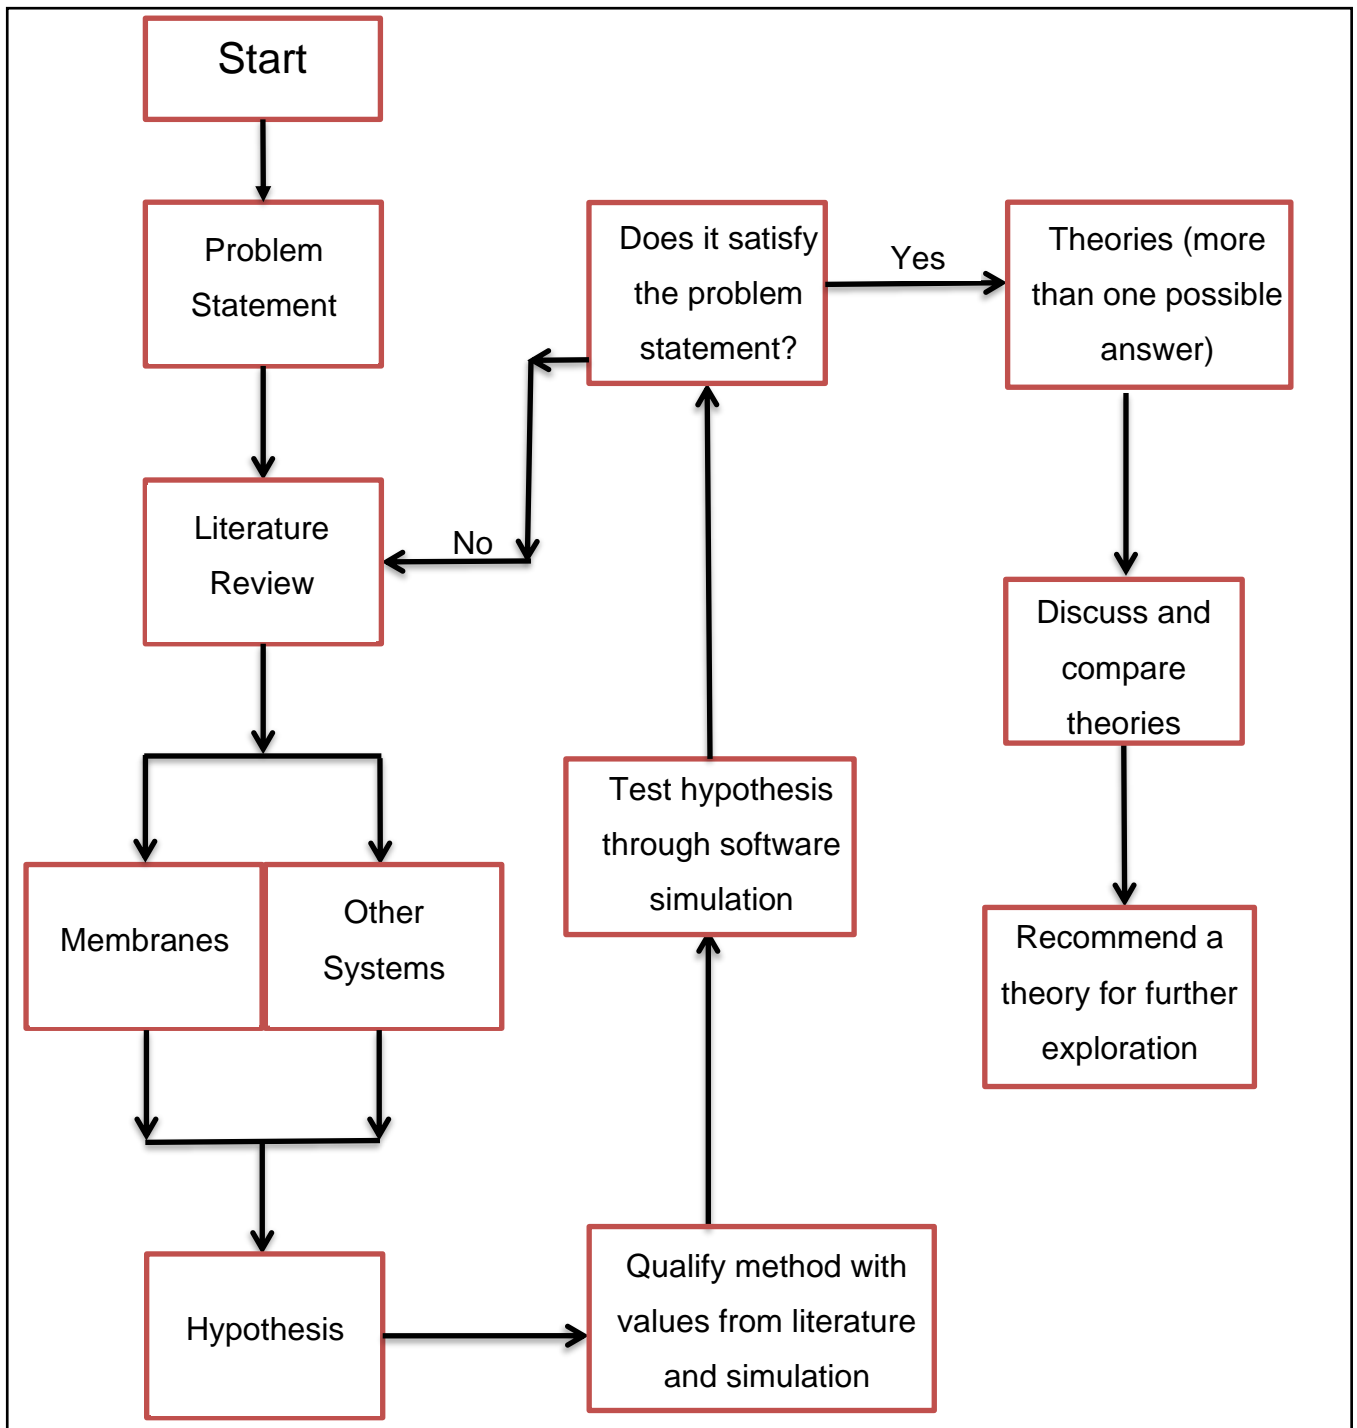 Start
Problem
Statement
Literature
Review
Membranes
Other
Systems
Hypothesis
Qualify method with
values from literature
and simulation
Test hypothesis
through software
simulation
Does it satisfy
the problem
statement?
No
Yes
Theories (more
than one possible
answer)
Discuss and
compare
theories
Recommend a
theory for further
exploration